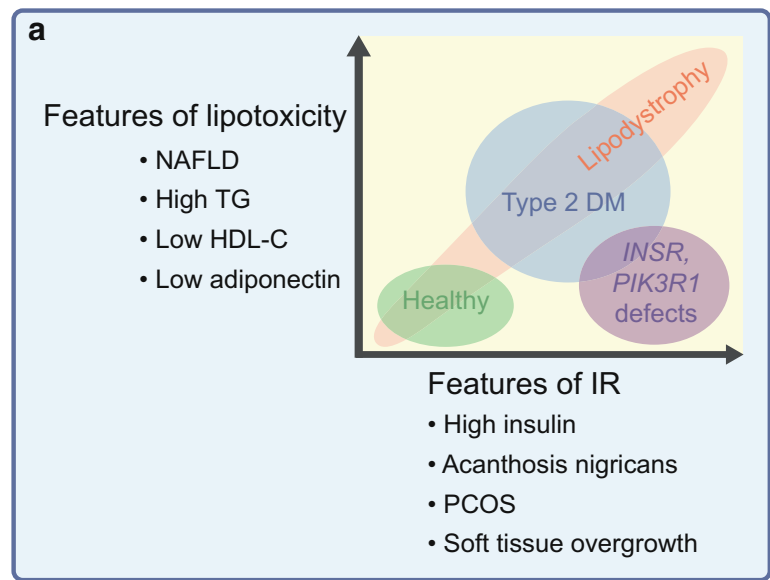 a
Features of lipotoxicity
• NAFLD
• High TG
• Low HDL-C
• Low adiponectin
Lipodystrophy
Type 2 DM
INSR,
PIK3R1
defects
Healthy
Features of IR
• High insulin
• Acanthosis nigricans
• PCOS
• Soft tissue overgrowth